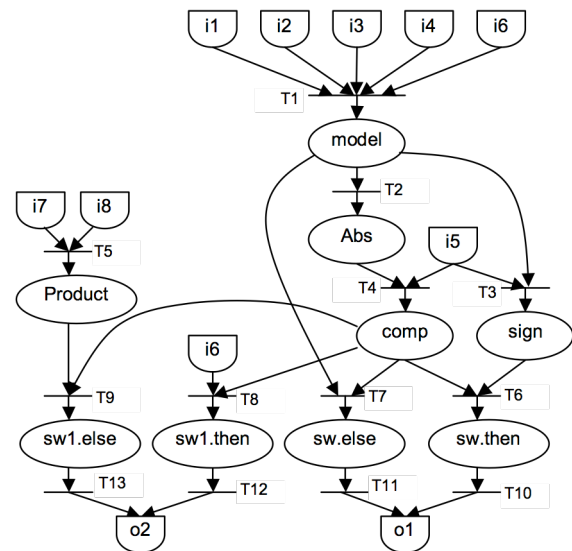 i1 i2 i3 i4 i6
T1
model
T2
i7 i8
Abs
i5
T5
T4 T3
Product
comp sign
i6
T9 T8 T7 T6
sw1.else sw1.then sw.else sw.then
T13 T12 T11 T10
o2 o1